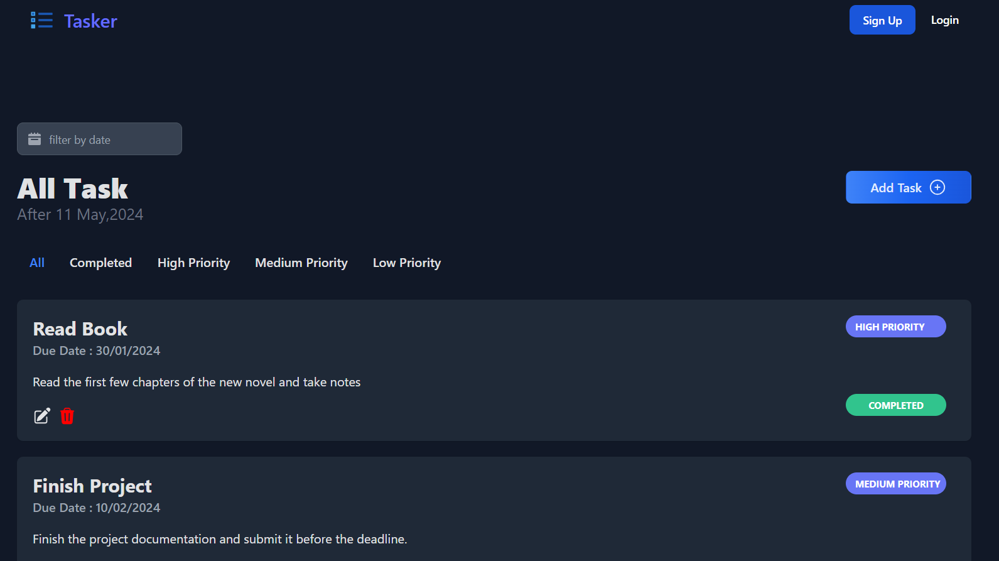 Tasker
Sign Up
Login
filter by date
All Task
After 11 May,2024
Add Task
All
Completed
High Priority
Medium Priority
Low Priority
Read Book
HIGH PRIORITY
Due Date : 30/01/2024
Read the first few chapters of the new novel and take notes
COMPLETED
Finish Project
MEDIUM PRIORITY
Due Date : 10/02/2024
Finish the project documentation and submit it before the deadline.